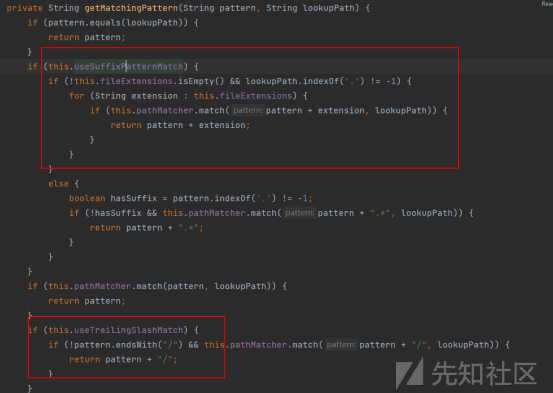 Rea
private String getMatchingPattern(String pattern, String lookupPath) {
if (pattern.equals(lookupPath)) {
return pattern;
}
if (this.useSuffixPatternMatch) {
if (!this.fileExtensions.isEmpty() && lookupPath.indexOf('.') != -1) {
for (String extension : this.fileExtensions) {
if (this.pathMatcher.match( pattern: pattern + extension, lookupPath)) {
return pattern + extension;
}
}
}
else {
boolean hasSuffix = pattern.indexOf('.') != -1;
if (!hasSuffix && this.pathMatcher.match( pattern: pattern + ".*", lookupPath)) {
return pattern + ".*";
}
}
}
if (this.pathMatcher.match(pattern, lookupPath)) {
return pattern;
}
if (this.useTrailingSlashMatch) {
if (!pattern.endsWith("/") && this.pathMatcher.match( pattern: pattern + "/", lookupPath)) {
return pattern + "/";
}
}
先知社区